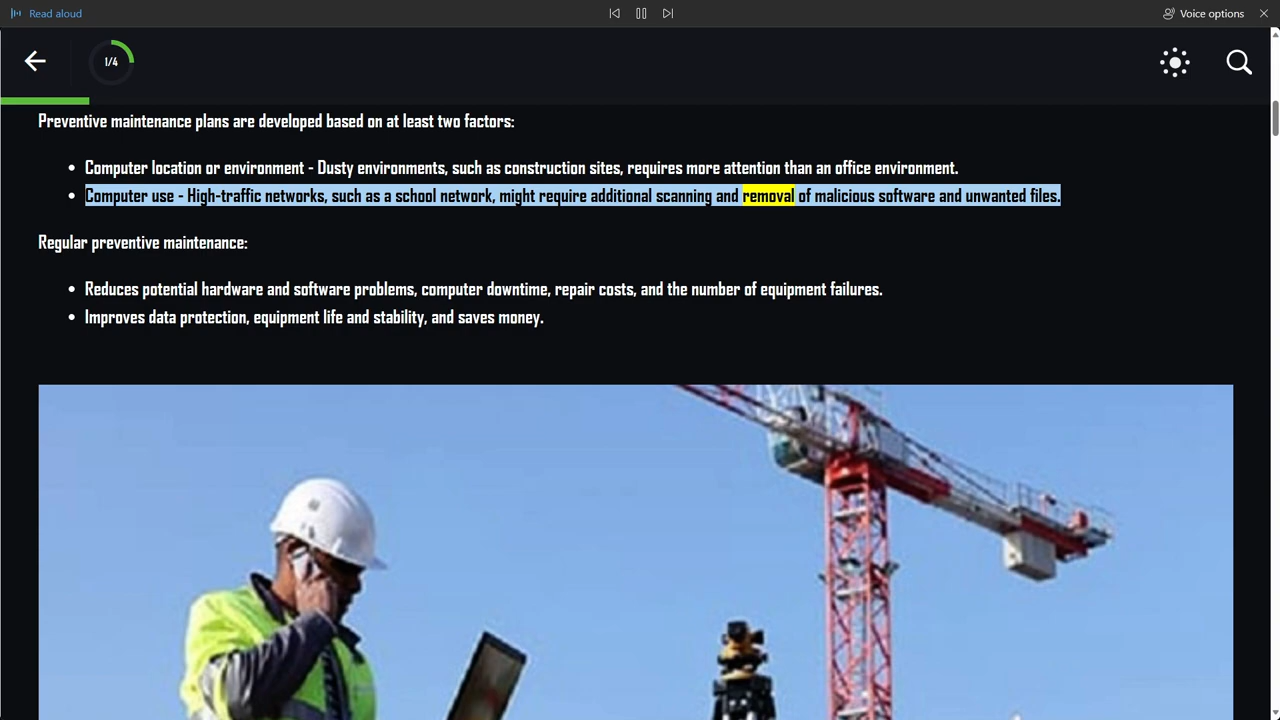 Read aloud
Voice options
1/4
Preventive maintenance plans are developed based on at least two factors:
Computer location or environment - Dusty environments, such as construction sites, requires more attention than an office environment.
Computer use - High-traffic networks, such as a school network, might require additional scanning and removal of malicious software and unwanted files.
Regular preventive maintenance:
Reduces potential hardware and software problems, computer downtime, repair costs, and the number of equipment failures.
Improves data protection, equipment life and stability, and saves money.